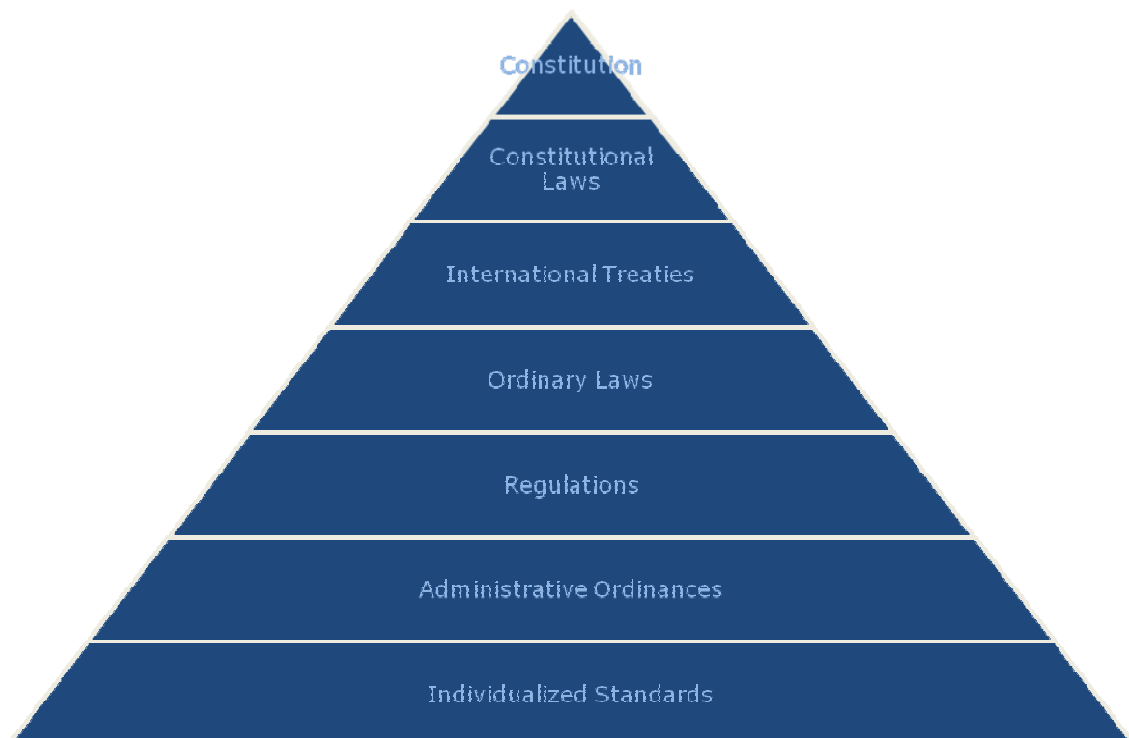 Constitution
Constitutional
Laws
International Treaties
Ordinary Laws
Regulations
Administrative Ordinances
Individualized Standards